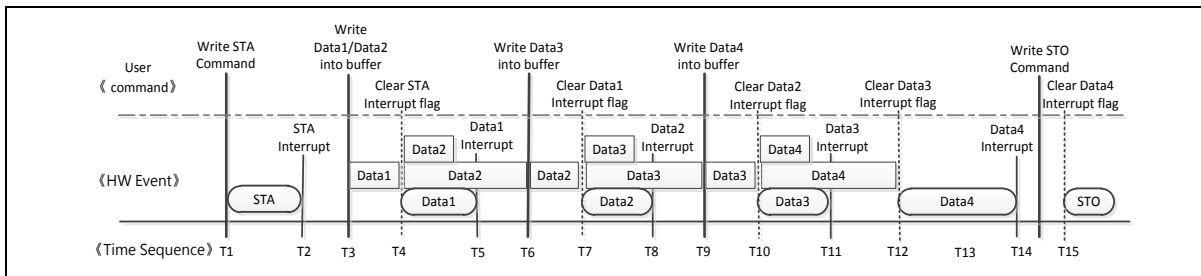 Write
Write STA Data1/Data2 Write Data3 Write Data4 Write STO
Command into buffer into buffer into buffer Command
User
《 command》
Clear STA Clear Data1 Clear Data2 Clear Data3 Clear Data4
Interrupt flag Interrupt flag Interrupt flag Interrupt flag Interrupt flag
STA Data1 Data2 Data3 Data4
Interrupt Interrupt Interrupt Interrupt Interrupt
Data2 Data3 Data4
《HW Event》 Data1 Data2 Data2 Data3 Data3 Data4
STA Data1 Data2 Data3 Data4 STO
《Time Sequence》 T1 T2 T3 T4 T5 T6 T7 T8 T9 T10 T11 T12 T13 T14 T15